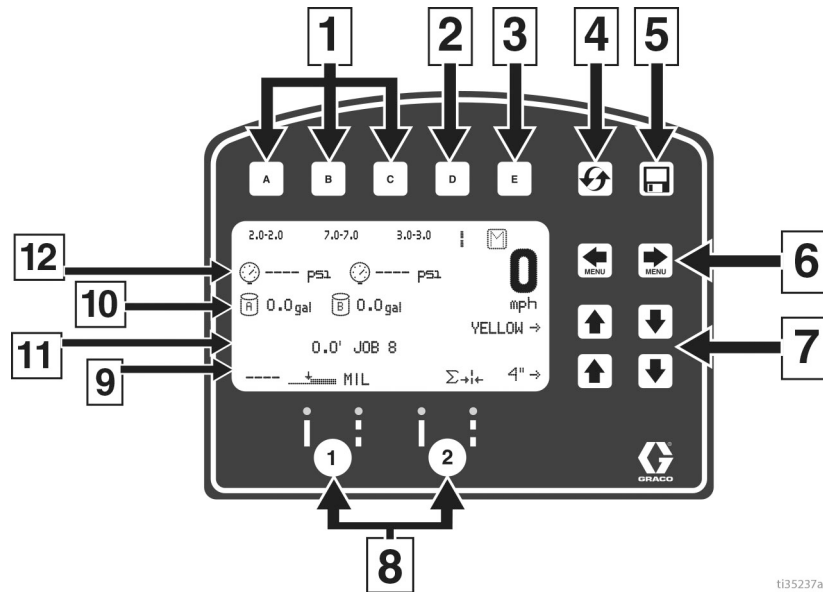 1 2 3 4 5
A B C D E
2.0-2.0 7.0-7.0 3.0-3.0 M 0
MENU MENU 6
12 ---- psi ---- psi
mph
10 A 0.0gal B 0.0gal
YELLOW →
11 0.0' JOB 8 7
9 ---- MIL Σ→¦← 4" →
1 2
GRACO
8
ti35237a